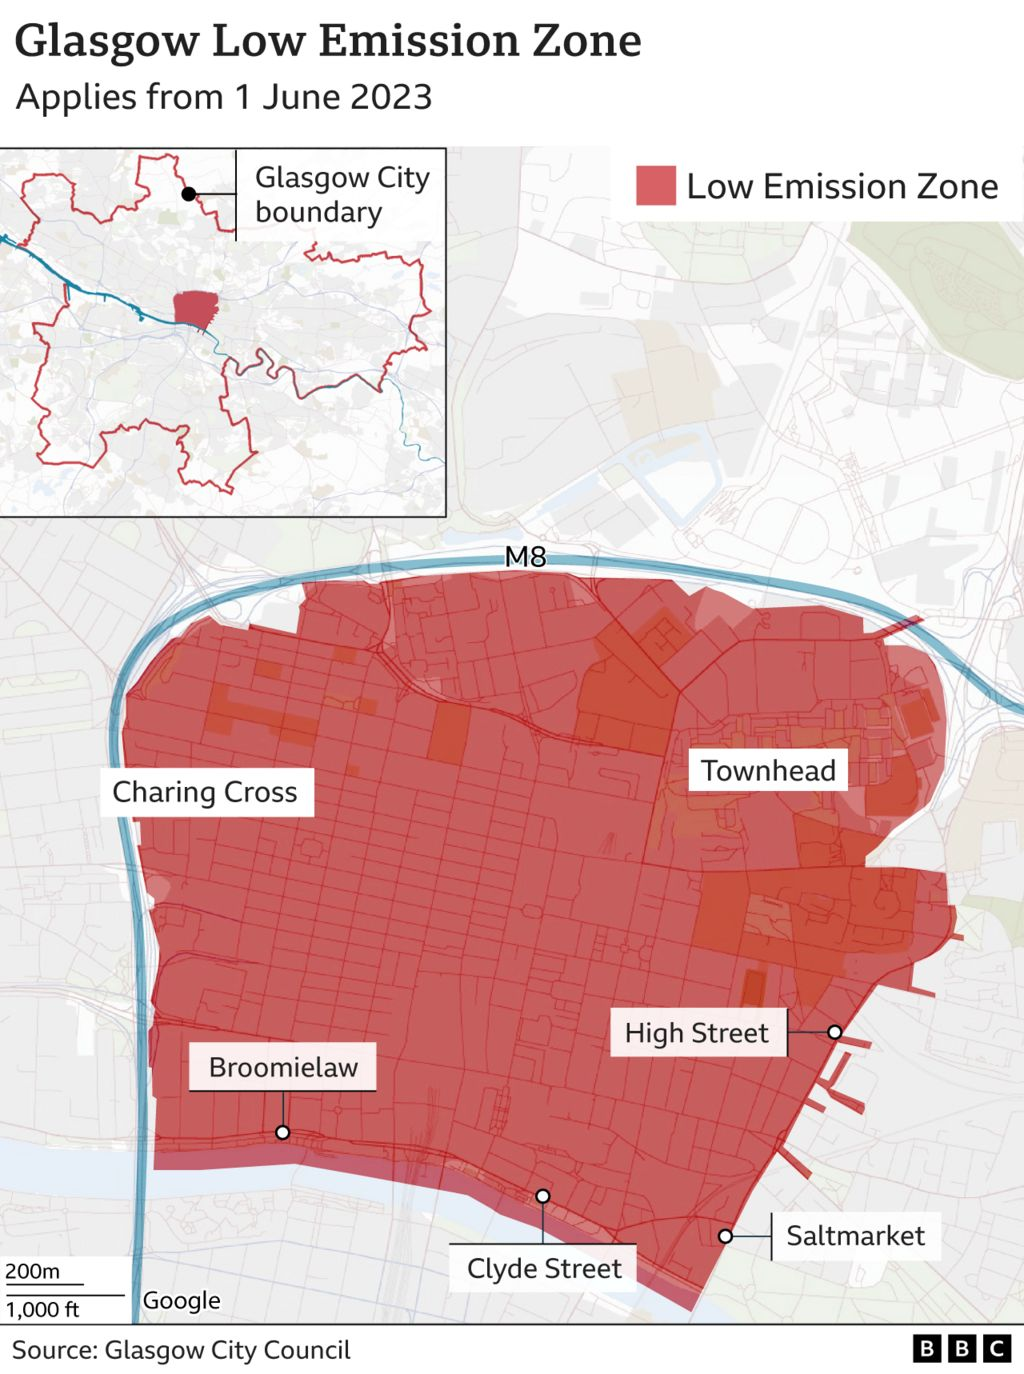 Glasgow Low Emission Zone
Applies from 1 June 2023
Glasgow City
boundary
Low Emission Zone
M8
Charing Cross
Townhead
High Street
Broomielaw
Saltmarket
Clyde Street
200m
1,000 ft
Google
Source: Glasgow City Council
BBC